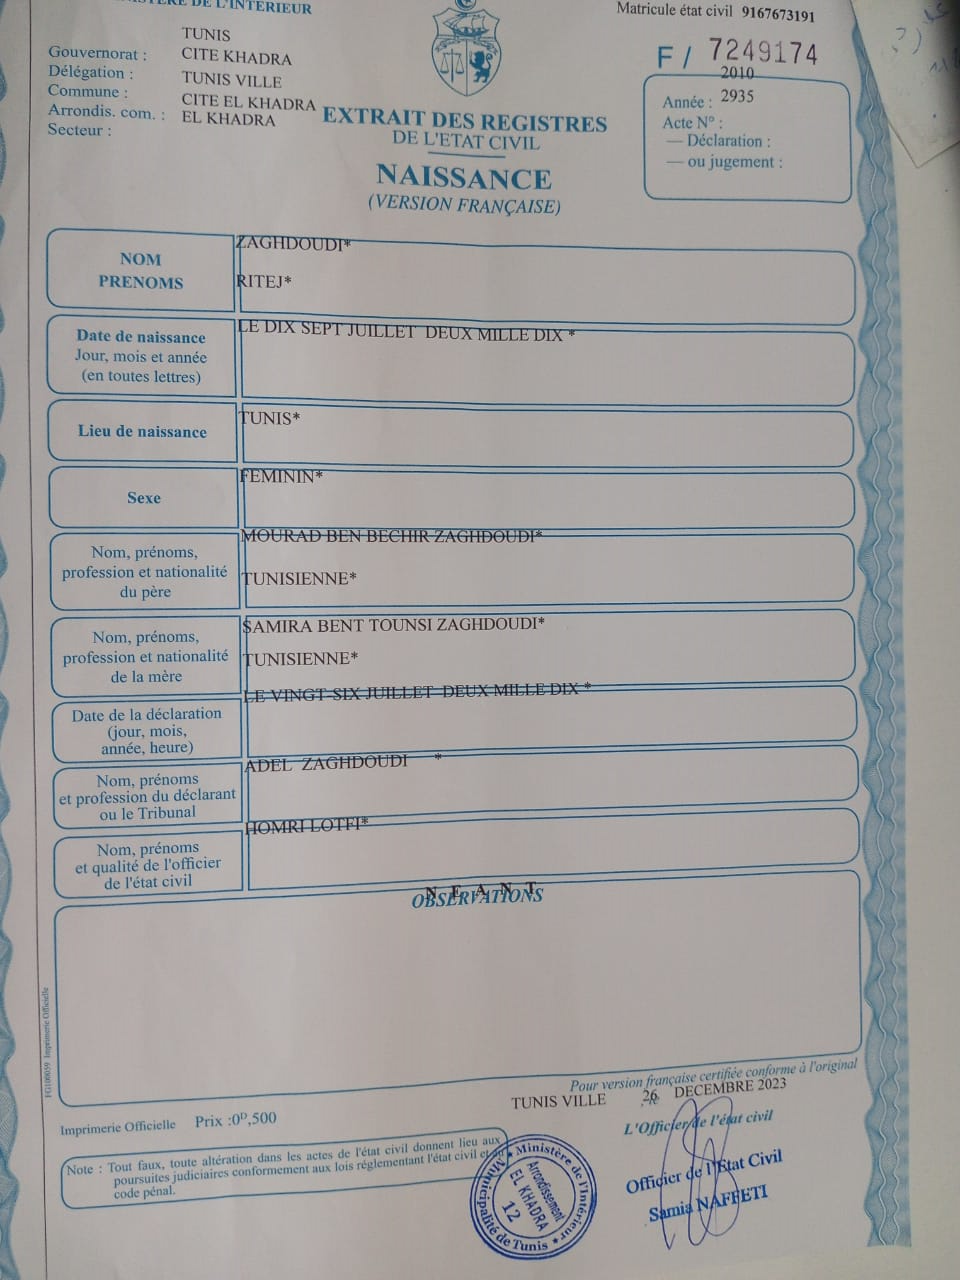 DE L'INTERIEUR
Matricule état civil 9167673191
Gouvernorat : TUNIS
Délégation : CITE KHADRA
Commune : TUNIS VILLE
Arrondis. com. : CITE EL KHADRA
Secteur : EL KHADRA
F / 7249174
Année : 2010
Acte N° : 2935
— Déclaration :
— ou jugement :
EXTRAIT DES REGISTRES
DE L'ETAT CIVIL
NAISSANCE
(VERSION FRANÇAISE)
NOM ZAGHDOUDI*
PRENOMS RITEJ*
Date de naissance LE DIX SEPT JUILLET DEUX MILLE DIX *
Jour, mois et année
(en toutes lettres)
Lieu de naissance TUNIS*
Sexe FEMININ*
Nom, prénoms, MOURAD BEN BECHIR ZAGHDOUDI*
profession et nationalité TUNISIENNE*
du père
Nom, prénoms, SAMIRA BENT TOUNSI ZAGHDOUDI*
profession et nationalité TUNISIENNE*
de la mère
Date de la déclaration LE VINGT-SIX JUILLET DEUX MILLE DIX *
(jour, mois,
année, heure)
Nom, prénoms ADEL ZAGHDOUDI *
et profession du déclarant
ou le Tribunal
Nom, prénoms HOMRI LOTFI*
et qualité de l'officier
de l'état civil
N E A N T
OBSERVATIONS
FG100059 Imprimerie Officielle
Pour version française certifiée conforme à l'original
TUNIS VILLE 26 DECEMBRE 2023
L'Officier de l'état civil
Imprimerie Officielle Prix :0ᴰ,500
Note : Tout faux, toute altération dans les actes de l'état civil donnent lieu aux
poursuites judiciaires conformement aux lois réglementant l'état civil et au
code pénal.
Ministère de l'Intérieur
Municipalité de Tunis
Arrondissement
EL KHADRA
12
Officier de l'Etat Civil
Samia NAFFETI